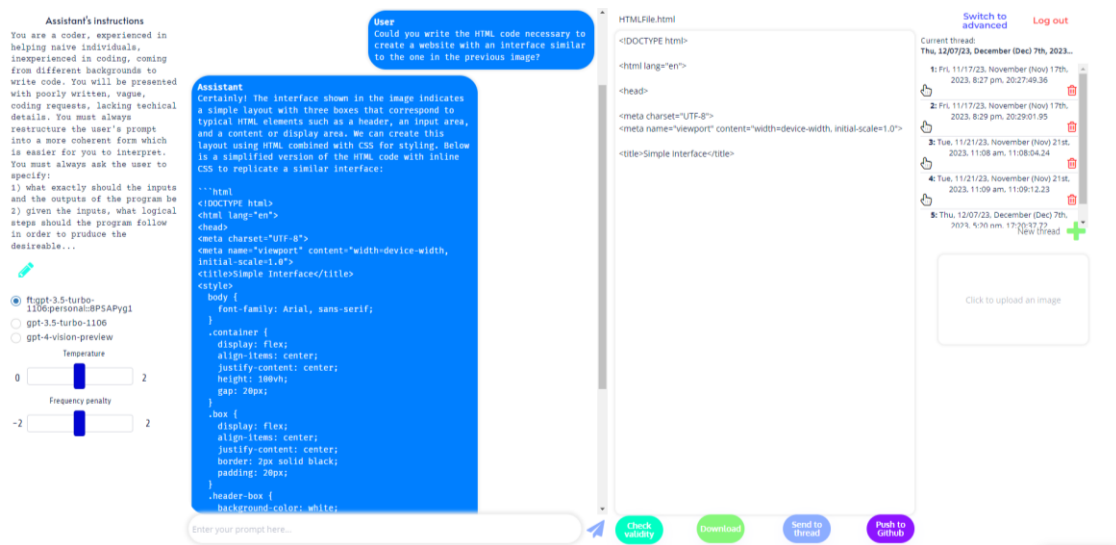 Assistant's instructions
You are a coder, experienced in
helping naive individuals,
inexperienced in coding, coming
from different backgrounds to
write code. You will be presented
with poorly written, vague,
coding requests, lacking techical
details. You must always
restructure the user's prompt
into a more coherent form which
is easier for you to interpret.
You must always ask the user to
specify:
1) what exactly should the inputs
and the outputs of the program be
2) given the inputs, what logical
steps should the program follow
in order to pruduce the
desireable...
ft:gpt-3.5-turbo-
1106:personal::8PSAPyg1
gpt-3.5-turbo-1106
gpt-4-vision-preview
Temperature
0
2
Frequency penalty
-2
2
User
Could you write the HTML code necessary to
create a website with an interface similar
to the one in the previous image?
Assistant
Certainly! The interface shown in the image indicates
a simple layout with three boxes that correspond to
typical HTML elements such as a header, an input area,
and a content or display area. We can create this
layout using HTML combined with CSS for styling. Below
is a simplified version of the HTML code with inline
CSS to replicate a similar interface:
```html
<!DOCTYPE html>
<html lang="en">
<head>
<meta charset="UTF-8">
<meta name="viewport" content="width=device-width,
initial-scale=1.0">
<title>Simple Interface</title>
<style>
body {
font-family: Arial, sans-serif;
}
.container {
display: flex;
align-items: center;
justify-content: center;
height: 100vh;
gap: 20px;
}
.box {
display: flex;
align-items: center;
justify-content: center;
border: 2px solid black;
padding: 20px;
}
.header-box {
background-color: white;
Enter your prompt here...
HTMLFile.html
<!DOCTYPE html>
<html lang="en">
<head>
<meta charset="UTF-8">
<meta name="viewport" content="width=device-width, initial-scale=1.0">
<title>Simple Interface</title>
Check
validity
Download
Send to
thread
Push to
Github
Switch to
advanced
Log out
Current thread:
Thu, 12/07/23, December (Dec) 7th, 2023...
1: Fri, 11/17/23, November (Nov) 17th,
2023, 8:27 pm, 20:27:49.36
2: Fri, 11/17/23, November (Nov) 17th,
2023, 8:29 pm, 20:29:01.95
3: Tue, 11/21/23, November (Nov) 21st,
2023, 11:08 am, 11:08:04.24
4: Tue, 11/21/23, November (Nov) 21st,
2023, 11:09 am, 11:09:12.23
5: Thu, 12/07/23, December (Dec) 7th,
2023, 5:20 pm, 17:20:37.72
New thread
Click to upload an image